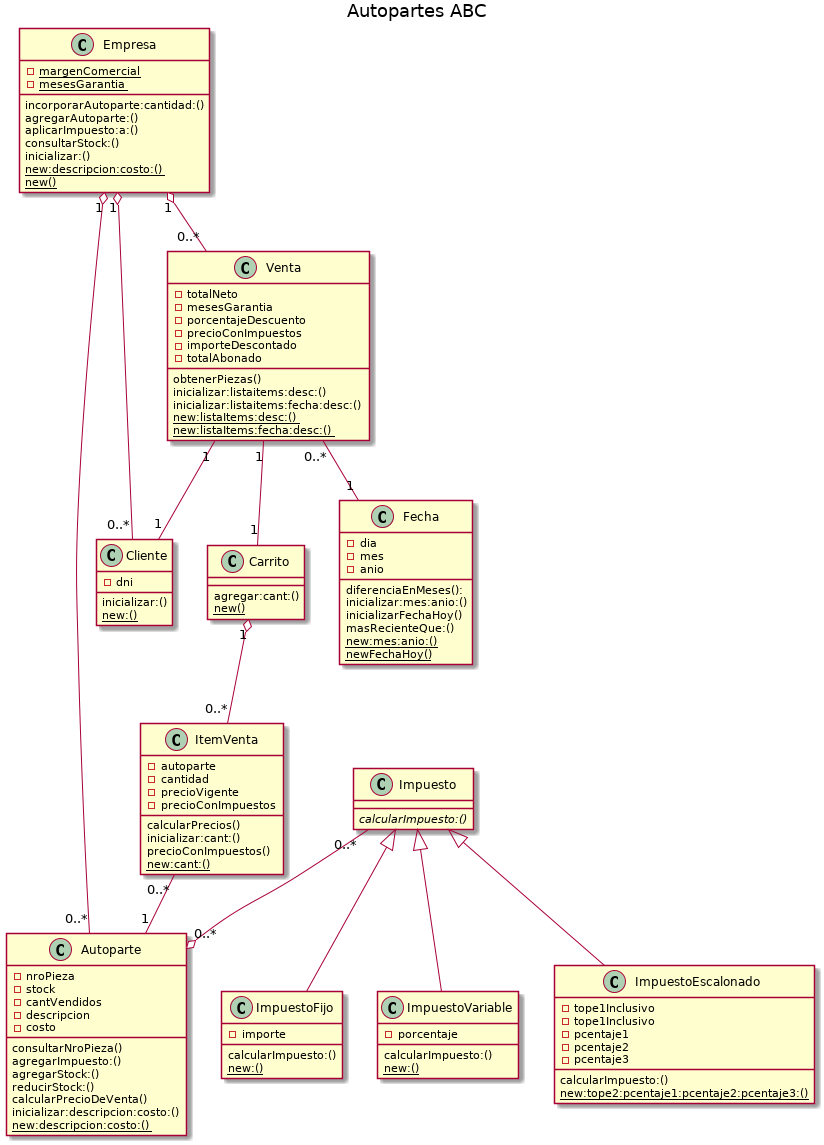 Autopartes ABC
C Empresa
margenComercial
mesesGarantia
incorporarAutoparte:cantidad:()
agregarAutoparte:()
aplicarImpuesto:a:()
consultarStock:()
inicializar:()
new:descripcion:costo:()
new()
1
1
1
0..*
C Venta
totalNeto
mesesGarantia
porcentajeDescuento
precioConImpuestos
importeDescontado
totalAbonado
obtenerPiezas()
inicializar:listaitems:desc:()
inicializar:listaitems:fecha:desc:()
new:listaItems:desc:()
new:listaItems:fecha:desc:()
1
1
0..*
0..*
1
1
1
C Cliente
dni
inicializar:()
new:()
C Carrito
agregar:cant:()
new()
C Fecha
dia
mes
anio
diferenciaEnMeses():
inicializar:mes:anio:()
inicializarFechaHoy()
masRecienteQue:()
new:mes:anio:()
newFechaHoy()
1
0..*
C ItemVenta
autoparte
cantidad
precioVigente
precioConImpuestos
calcularPrecios()
inicializar:cant:()
precioConImpuestos()
new:cant:()
C Impuesto
calcularImpuesto:()
0..*
0..*
0..*
1
0..*
C Autoparte
nroPieza
stock
cantVendidos
descripcion
costo
consultarNroPieza()
agregarImpuesto:()
agregarStock:()
reducirStock:()
calcularPrecioDeVenta()
inicializar:descripcion:costo:()
new:descripcion:costo:()
C ImpuestoFijo
importe
calcularImpuesto:()
new:()
C ImpuestoVariable
porcentaje
calcularImpuesto:()
new:()
C ImpuestoEscalonado
tope1Inclusivo
tope1Inclusivo
pcentaje1
pcentaje2
pcentaje3
calcularImpuesto:()
new:tope2:pcentaje1:pcentaje2:pcentaje3:()